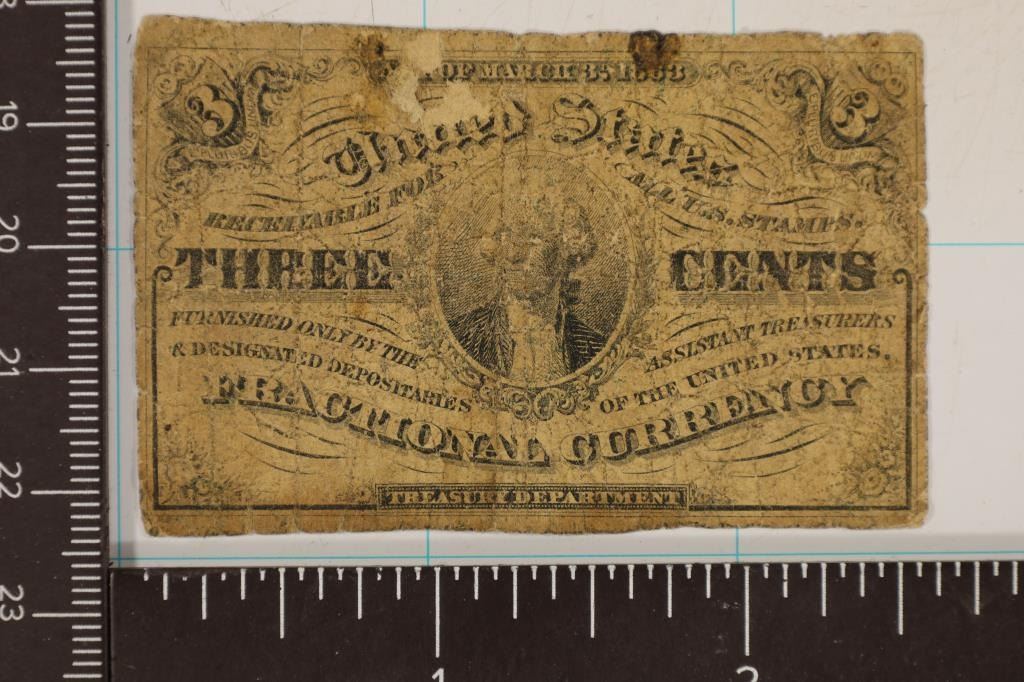 OF MARCH 3rd 1863
3 3
United States
RECEIVABLE FOR ALL U.S. STAMPS.
THREE CENTS
FURNISHED ONLY BY THE ASSISTANT TREASURERS
& DESIGNATED DEPOSITARIES OF THE UNITED STATES.
FRACTIONAL CURRENCY
TREASURY DEPARTMENT
19
20
21
22
23
1 2